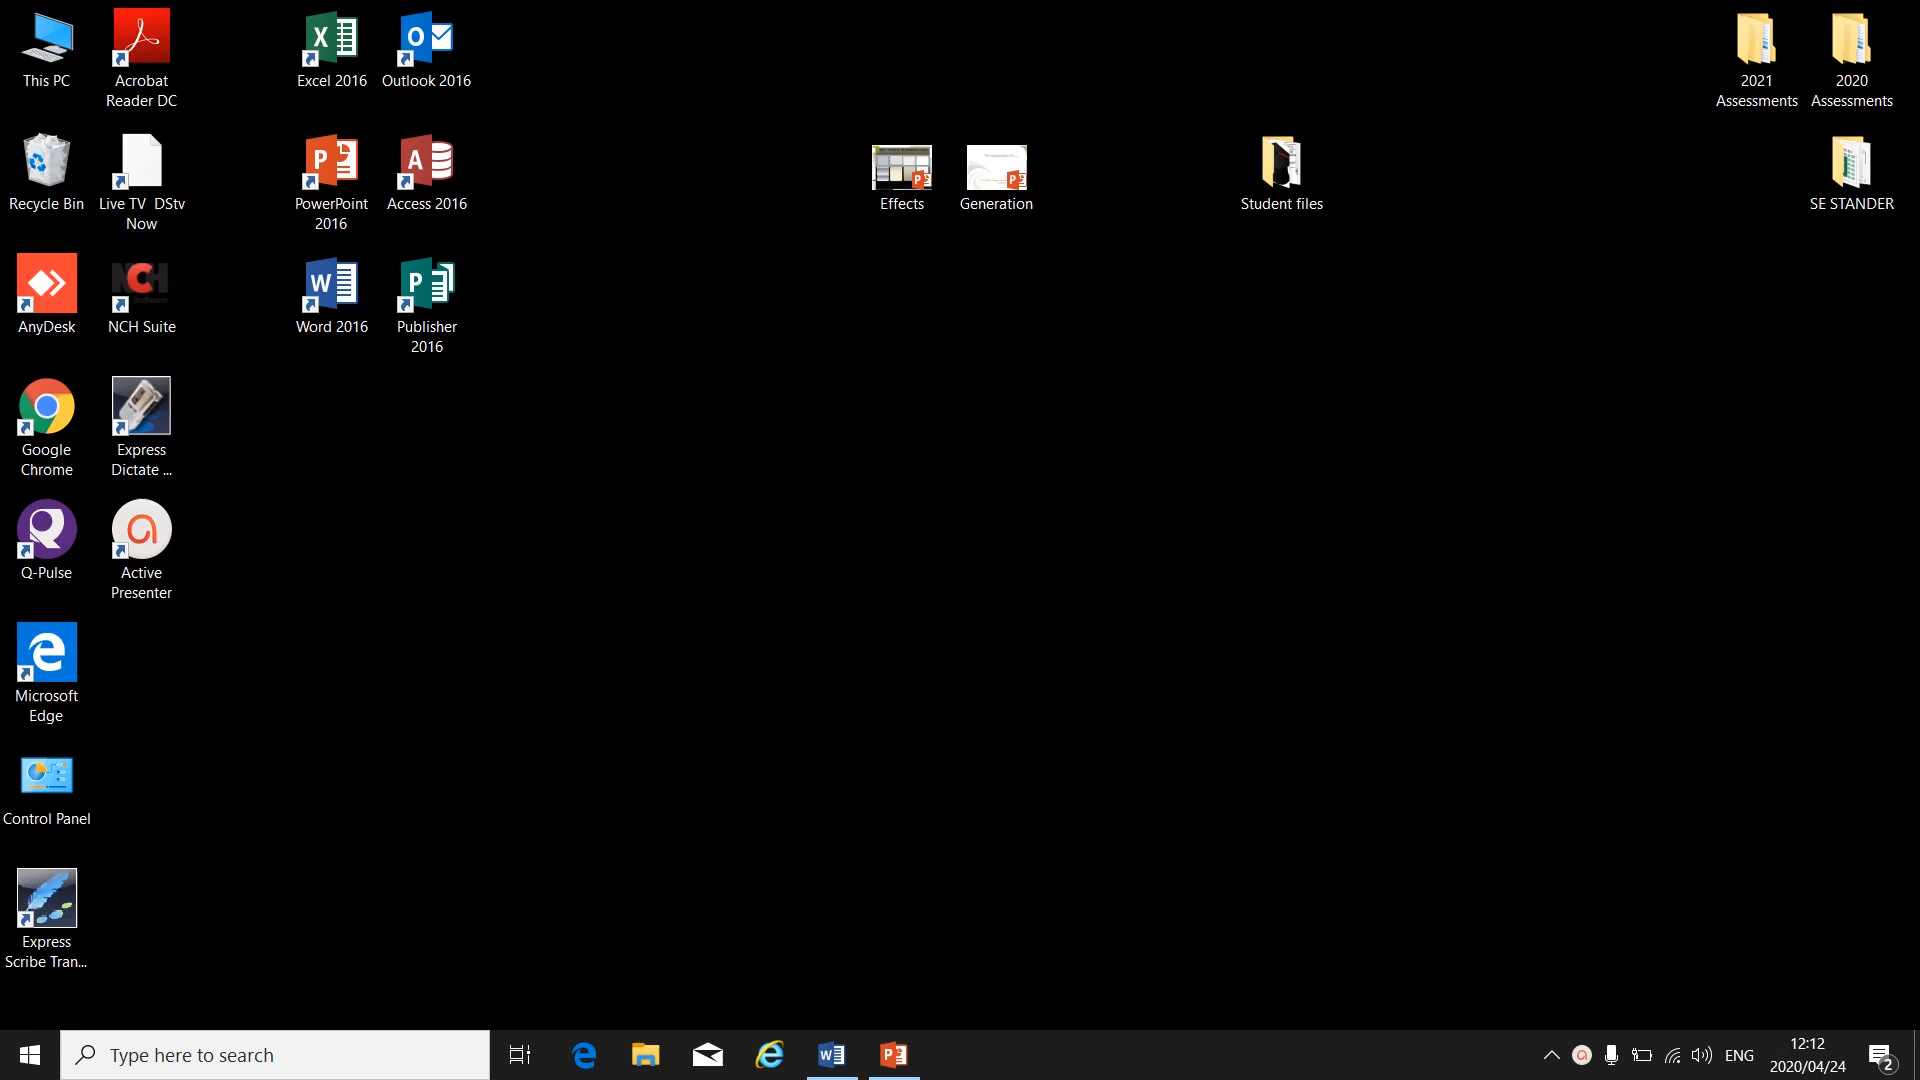 This PC
Acrobat
Reader DC
Excel 2016
Outlook 2016
2021
Assessments
2020
Assessments
Recycle Bin
Live TV DStv
Now
PowerPoint
2016
Access 2016
Effects
Generation
Student files
SE STANDER
AnyDesk
NCH
NCH Suite
Word 2016
Publisher
2016
Google
Chrome
Express
Dictate ...
Q-Pulse
Active
Presenter
Microsoft
Edge
Control Panel
Express
Scribe Tran...
Type here to search
ENG
12:12
2020/04/24
2